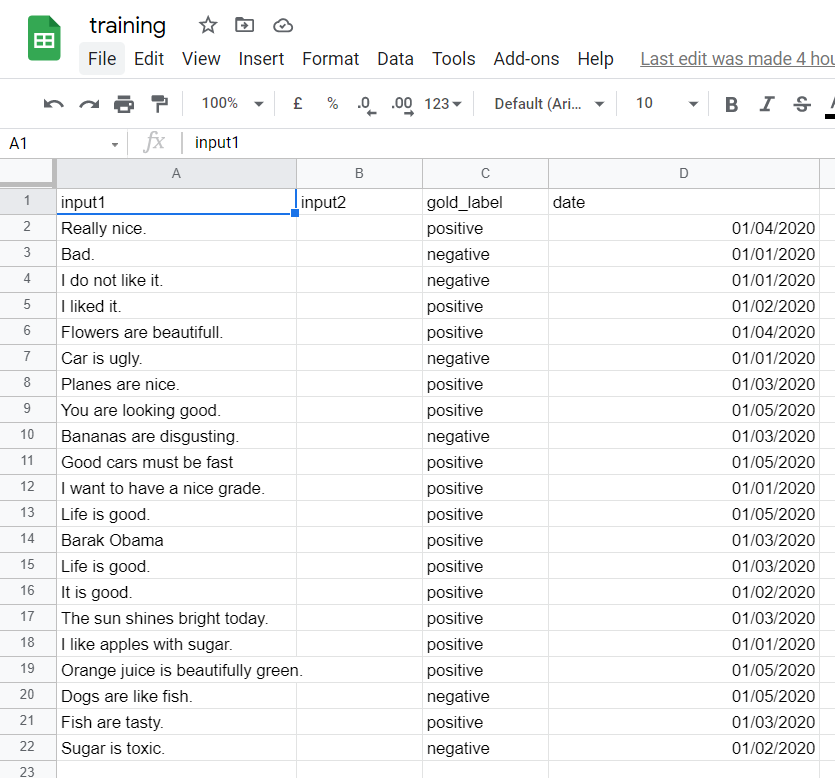 training
File Edit View Insert Format Data Tools Add-ons Help Last edit was made 4 hou
100% £ % .0 .00 123 Default (Ari... 10 B I S A
A1 fx input1
A B C D
1 input1 input2 gold_label date
2 Really nice. positive 01/04/2020
3 Bad. negative 01/01/2020
4 I do not like it. negative 01/01/2020
5 I liked it. positive 01/02/2020
6 Flowers are beautifull. positive 01/04/2020
7 Car is ugly. negative 01/01/2020
8 Planes are nice. positive 01/03/2020
9 You are looking good. positive 01/05/2020
10 Bananas are disgusting. negative 01/03/2020
11 Good cars must be fast positive 01/05/2020
12 I want to have a nice grade. positive 01/01/2020
13 Life is good. positive 01/05/2020
14 Barak Obama positive 01/03/2020
15 Life is good. positive 01/03/2020
16 It is good. positive 01/02/2020
17 The sun shines bright today. positive 01/03/2020
18 I like apples with sugar. positive 01/01/2020
19 Orange juice is beautifully green. positive 01/05/2020
20 Dogs are like fish. negative 01/05/2020
21 Fish are tasty. positive 01/03/2020
22 Sugar is toxic. negative 01/02/2020
23